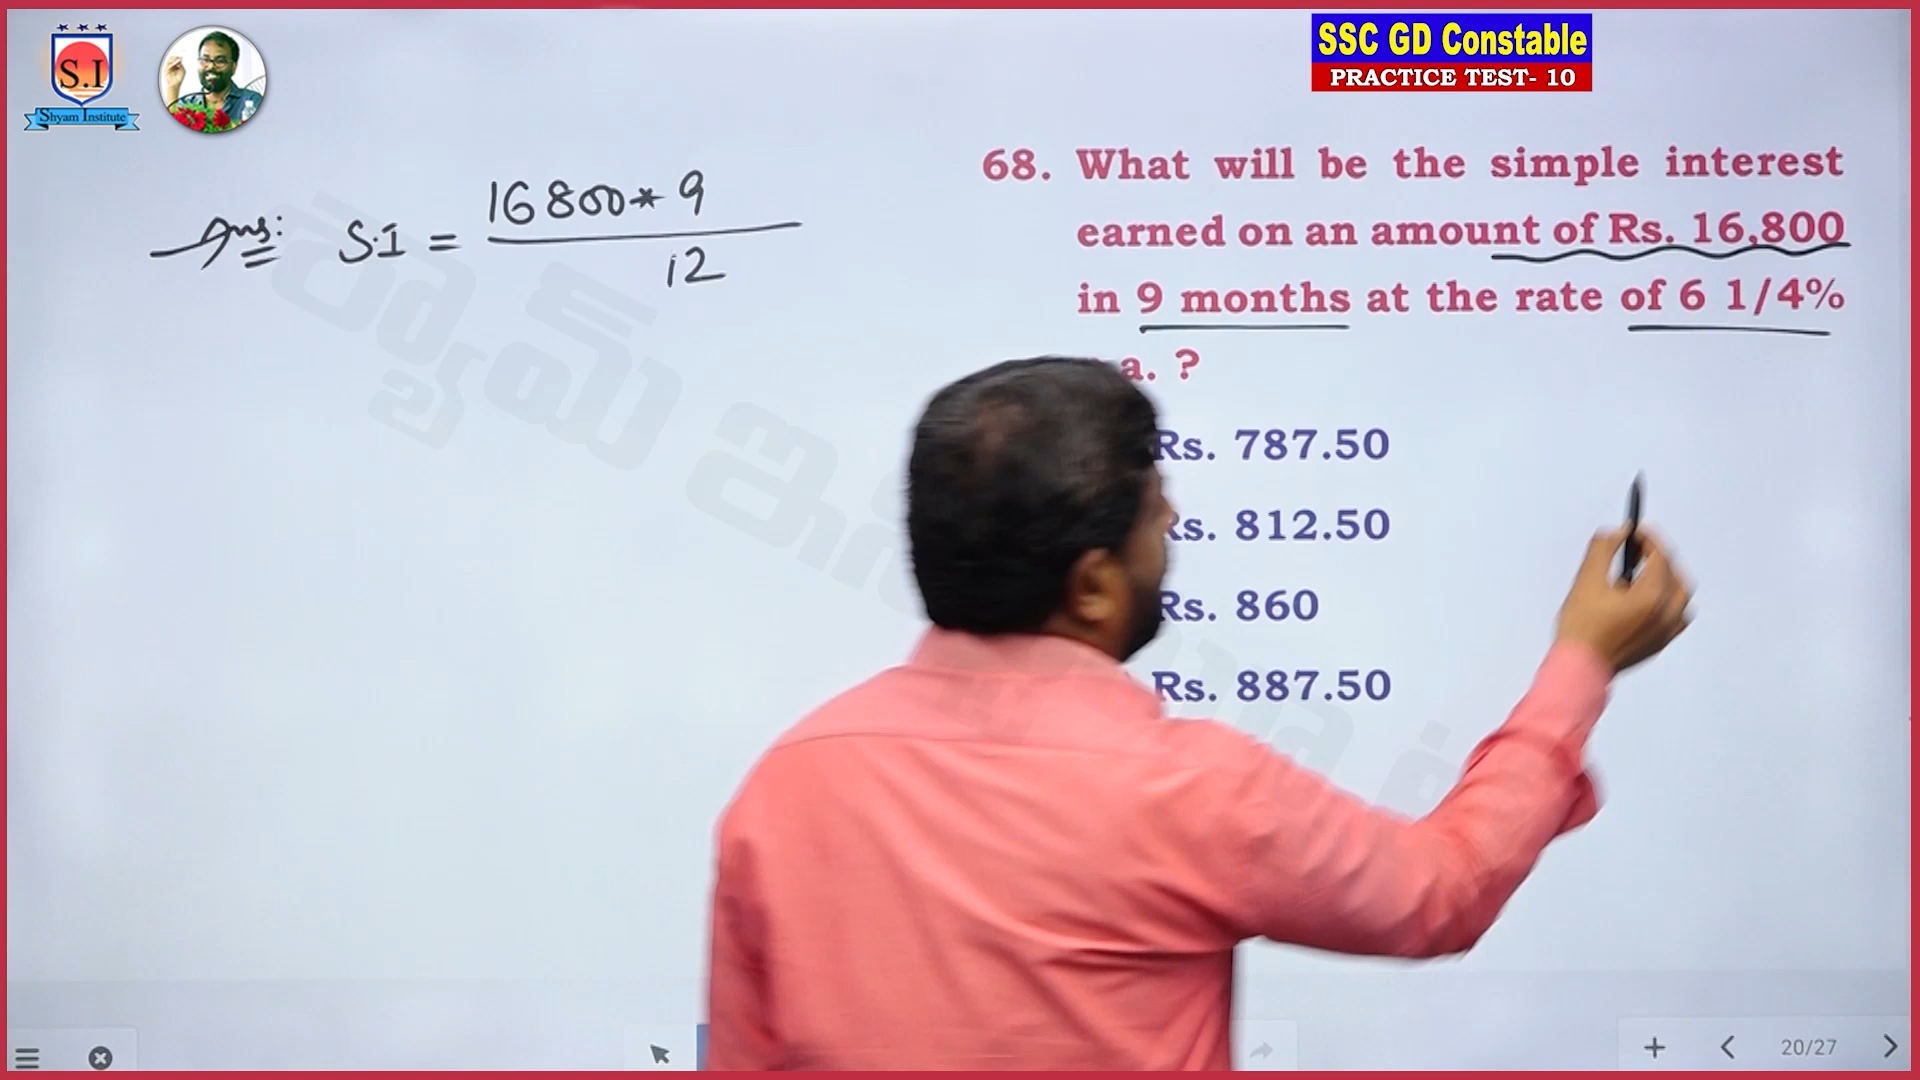 S.I
Shyam Institute
SSC GD Constable
PRACTICE TEST- 10
68. What will be the simple interest
earned on an amount of Rs. 16,800
in 9 months at the rate of 6 1/4%
a. ?
Rs. 787.50
Rs. 812.50
Rs. 860
Rs. 887.50
Ans: S.I = 16800*9
12
20/27